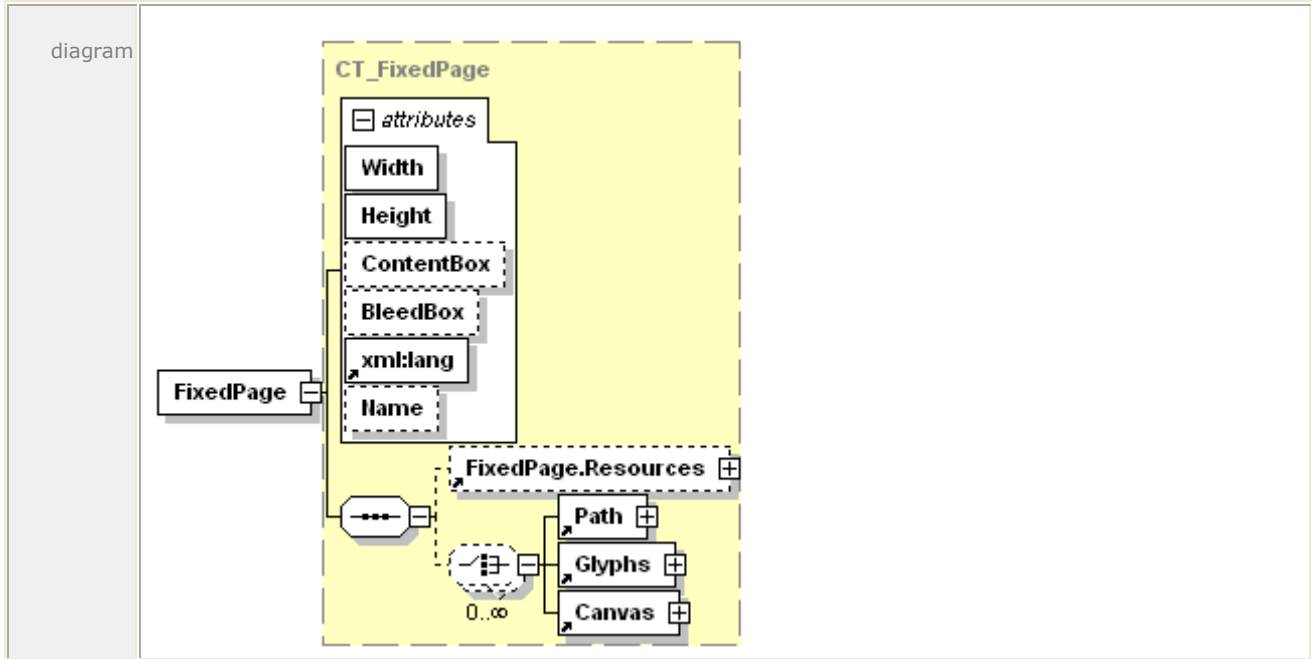 diagram
CT_FixedPage
attributes
Width
Height
ContentBox
BleedBox
xml:lang
FixedPage
Name
FixedPage.Resources
Path
Glyphs
0..∞
Canvas